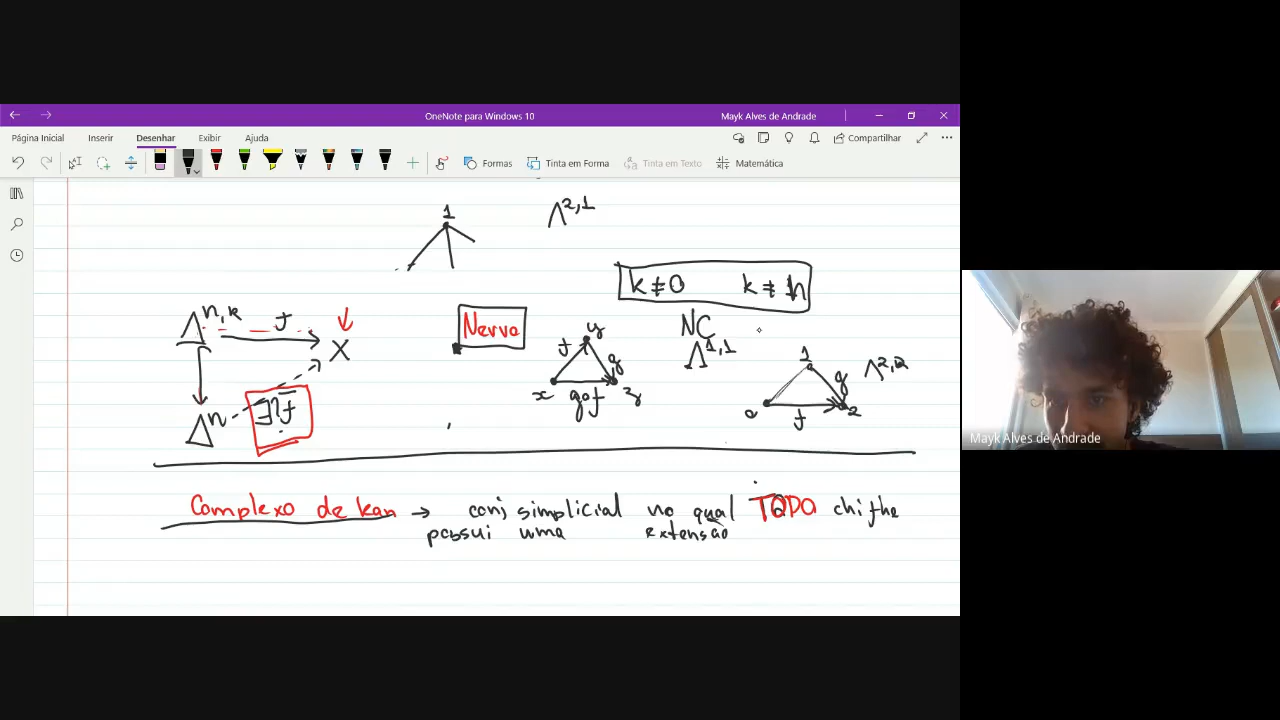 OneNote para Windows 10
Mayk Alves de Andrade
Página Inicial Inserir Desenhar Exibir Ajuda
Compartilhar
Formas Tinta em Forma Tinta em Texto Matemática
1
Λ^2,1
k ≠ 0 k ≠ n
Λ^n,k f X
Nerva
NC
Λ^1,1
x f y g z g∘f
0 1 2 f g
Λ^2,2
Δ^n ∃! f̄
Complexo de Kan → conj simplicial no qual TODO chifre
possui uma extensão
Mayk Alves de Andrade